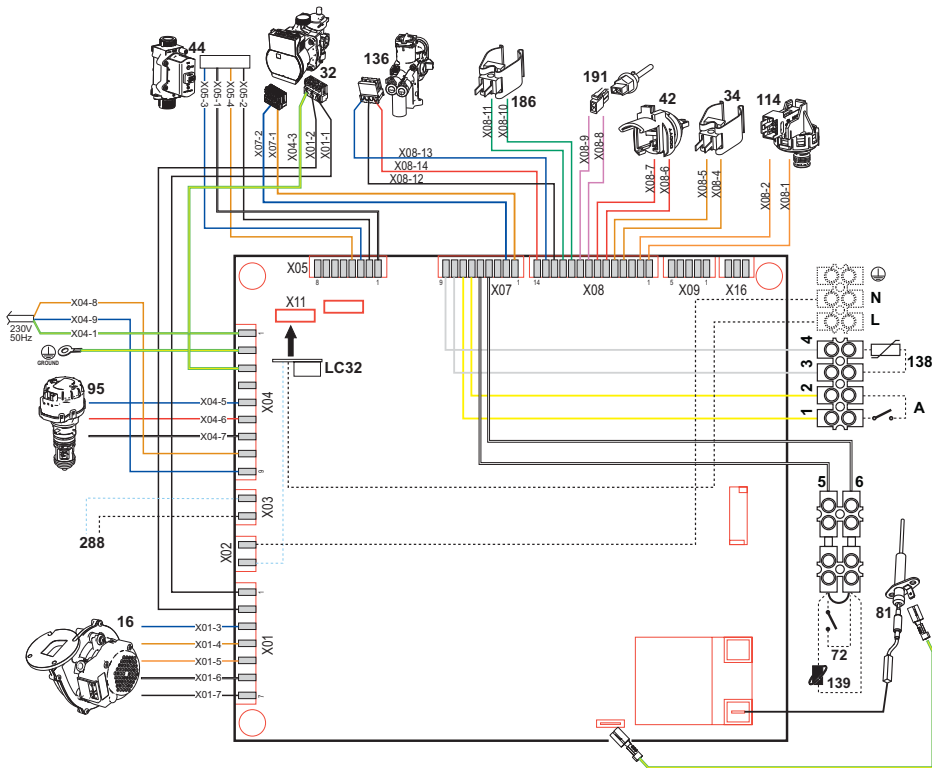 44
X05-3
X05-1
X05-4
X05-2
32
X07-2
X07-1
X04-3
X01-2
X01-1
136
X08-13
X08-14
X08-12
186
X08-11
X08-10
191
X08-9
X08-8
42
X08-7
X08-6
34
X08-5
X08-4
114
X08-2
X08-1
X05
8
1
9
X07
1
14
X08
1
5
X09
1
X16
X11
LC32
X04-8
X04-9
X04-1
230V
50Hz
GROUND
95
X04-5
X04-6
X04-7
1
X04
9
X03
288
X02
16
X01-3
X01-4
X01-5
X01-6
X01-7
1
X01
7
N
L
4
3
2
1
138
A
5
6
72
139
81